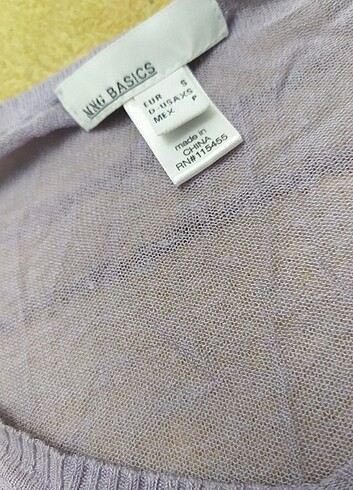 MNG BASICS
EUR S
D-USA XS
MEX P
made in
CHINA
RN#115455